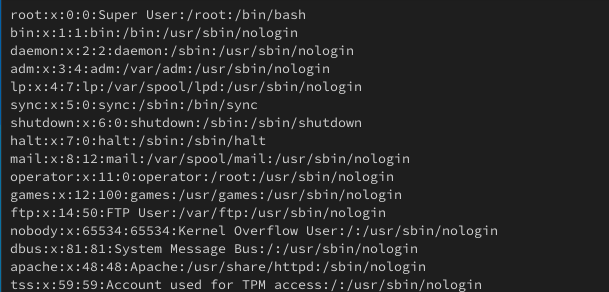 root:x:0:0:Super User:/root:/bin/bash
bin:x:1:1:bin:/bin:/usr/sbin/nologin
daemon:x:2:2:daemon:/sbin:/usr/sbin/nologin
adm:x:3:4:adm:/var/adm:/usr/sbin/nologin
lp:x:4:7:lp:/var/spool/lpd:/usr/sbin/nologin
sync:x:5:0:sync:/sbin:/bin/sync
shutdown:x:6:0:shutdown:/sbin:/sbin/shutdown
halt:x:7:0:halt:/sbin:/sbin/halt
mail:x:8:12:mail:/var/spool/mail:/usr/sbin/nologin
operator:x:11:0:operator:/root:/usr/sbin/nologin
games:x:12:100:games:/usr/games:/usr/sbin/nologin
ftp:x:14:50:FTP User:/var/ftp:/usr/sbin/nologin
nobody:x:65534:65534:Kernel Overflow User:/:/usr/sbin/nologin
dbus:x:81:81:System Message Bus:/:/usr/sbin/nologin
apache:x:48:48:Apache:/usr/share/httpd:/sbin/nologin
tss:x:59:59:Account used for TPM access:/:/usr/sbin/nologin